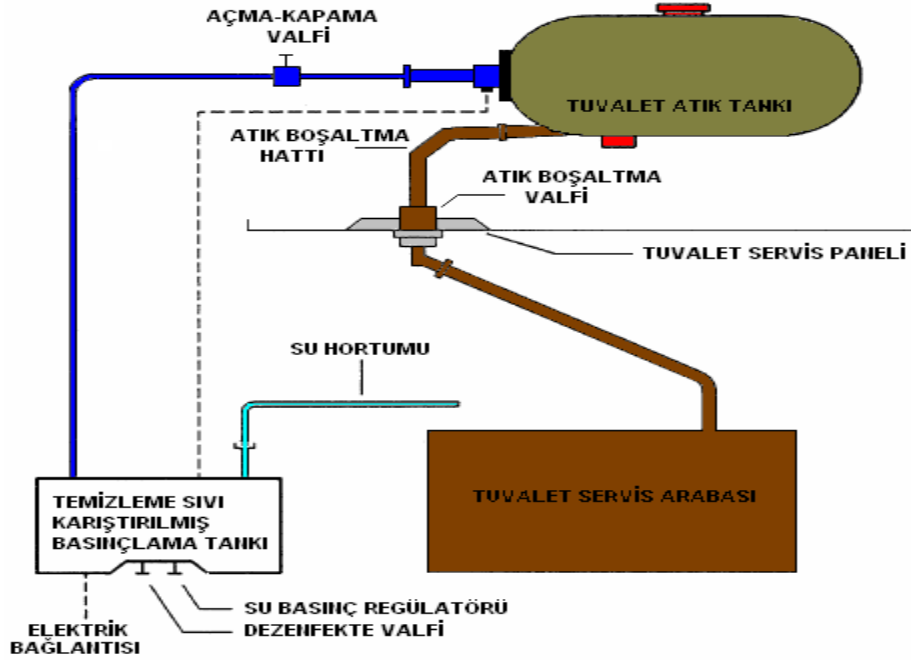 AÇMA-KAPAMA
VALFİ
TUVALET ATIK TANKI
ATIK BOŞALTMA
HATTI
ATIK BOŞALTMA
VALFİ
TUVALET SERVİS PANELİ
SU HORTUMU
TEMİZLEME SIVI
KARIŞTIRILMIŞ
BASINÇLAMA TANKI
TUVALET SERVİS ARABASI
SU BASINÇ REGÜLATÖRÜ
DEZENFEKTE VALFİ
ELEKTRİK
BAĞLANTISI